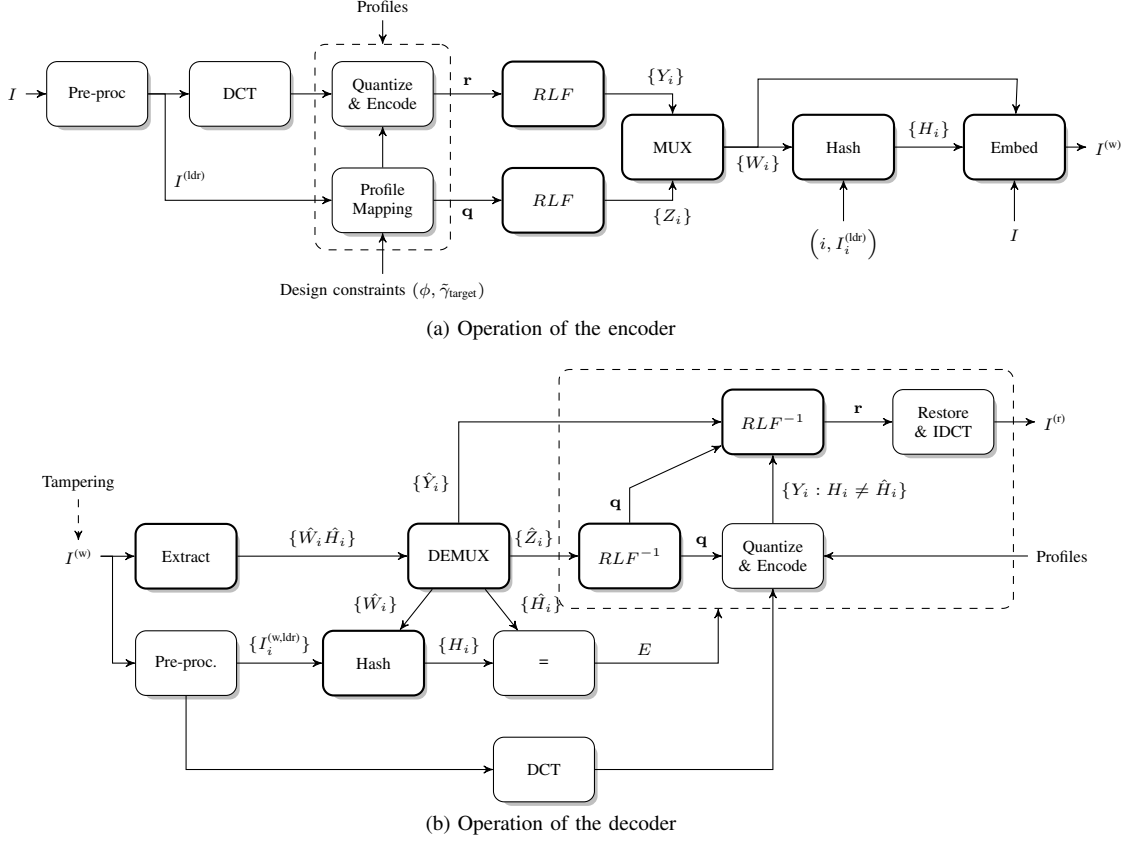 Profiles
I
Pre-proc
DCT
Quantize
& Encode
r
RLF
{Y_i}
MUX
{W_i}
Hash
{H_i}
Embed
I^(w)
I^(ldr)
Profile
Mapping
q
RLF
{Z_i}
(i, I_i^(ldr))
I
Design constraints (ϕ, γ̃_target)
(a) Operation of the encoder
RLF^−1
r
Restore
& IDCT
I^(r)
Tampering
{Ŷ_i}
{Y_i : H_i ≠ Ĥ_i}
q
I^(w)
Extract
{Ŵ_i Ĥ_i}
DEMUX
{Ẑ_i}
RLF^−1
q
Quantize
& Encode
Profiles
{Ŵ_i}
{Ĥ_i}
Pre-proc.
{I_i^(w,ldr)}
Hash
{H_i}
=
E
DCT
(b) Operation of the decoder